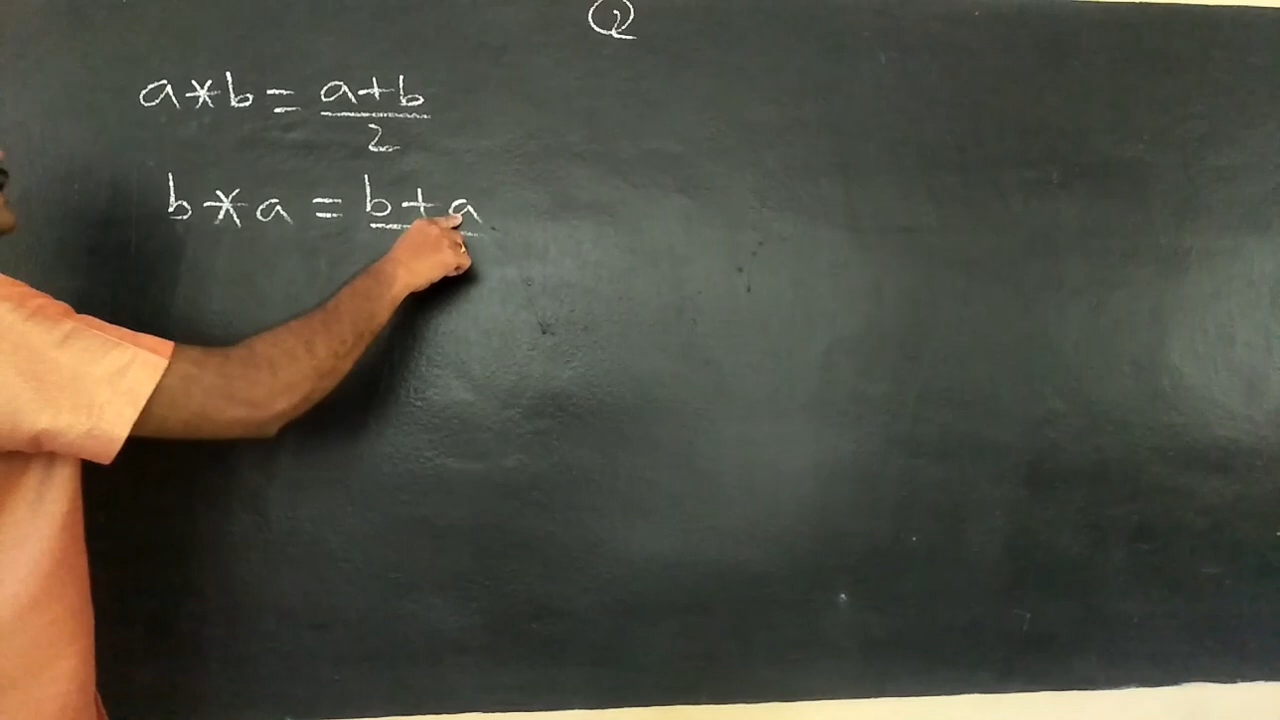 Q
a*b = a+b
2
b*a = b+a